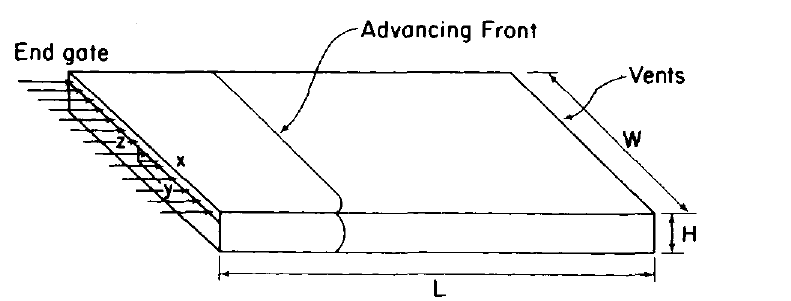 Advancing Front
End gate
Vents
W
z
x
y
H
L